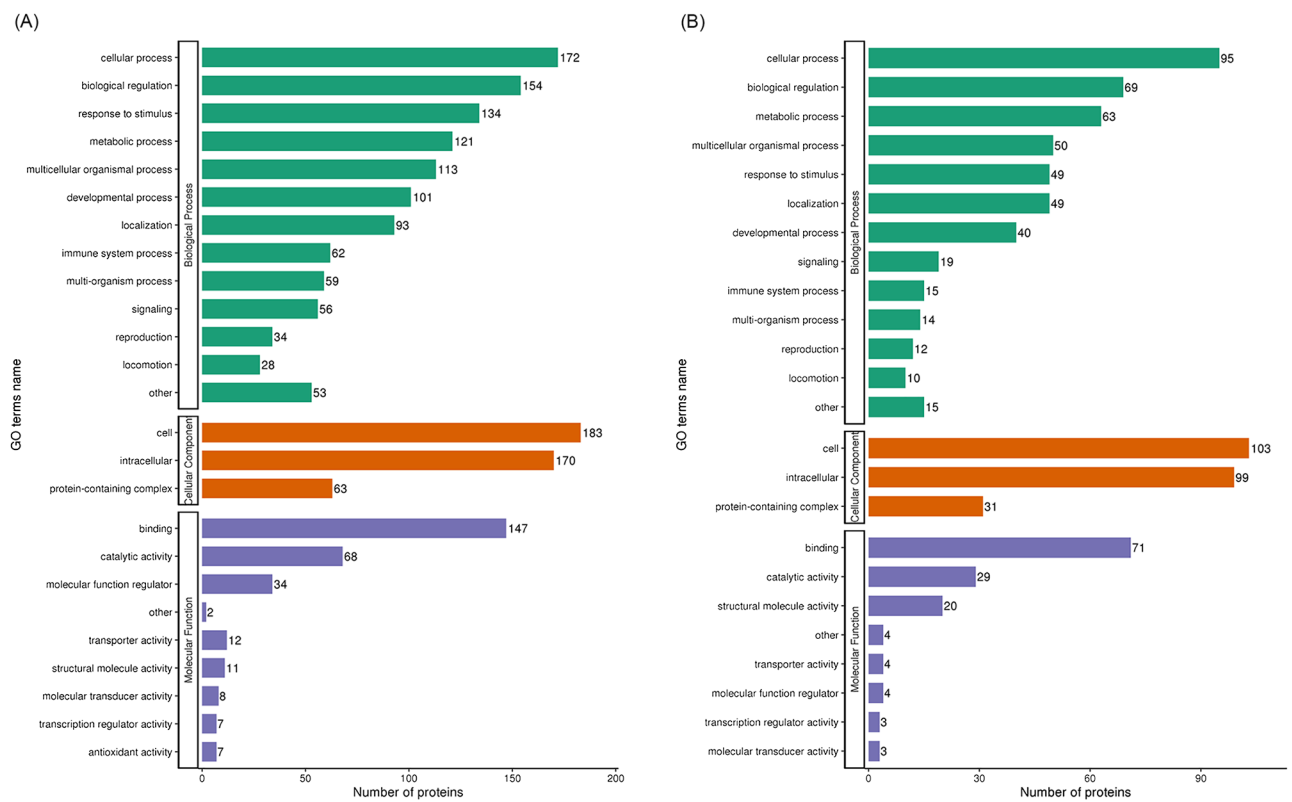 (A)
cellular process 172
biological regulation 154
response to stimulus 134
metabolic process 121
multicellular organismal process 113
developmental process 101
localization 93
immune system process 62
multi-organism process 59
signaling 56
reproduction 34
locomotion 28
other 53
Biological Process
cell 183
intracellular 170
protein-containing complex 63
Cellular Component
binding 147
catalytic activity 68
molecular function regulator 34
other 2
transporter activity 12
structural molecule activity 11
molecular transducer activity 8
transcription regulator activity 7
antioxidant activity 7
Molecular Function
GO terms name
0 50 100 150 200
Number of proteins
(B)
cellular process 95
biological regulation 69
metabolic process 63
multicellular organismal process 50
response to stimulus 49
localization 49
developmental process 40
signaling 19
immune system process 15
multi-organism process 14
reproduction 12
locomotion 10
other 15
Biological Process
cell 103
intracellular 99
protein-containing complex 31
Cellular Component
binding 71
catalytic activity 29
structural molecule activity 20
other 4
transporter activity 4
molecular function regulator 4
transcription regulator activity 3
molecular transducer activity 3
Molecular Function
GO terms name
0 30 60 90
Number of proteins